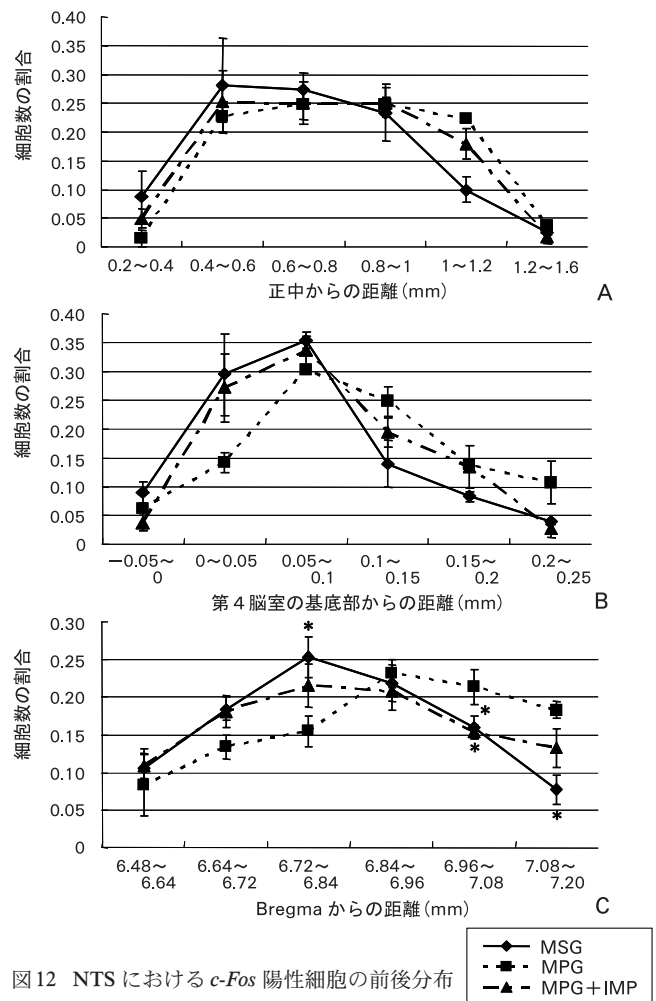 0.40
0.35
0.30
0.25
0.20
0.15
0.10
0.05
0
細胞数の割合
0.2〜0.4 0.4〜0.6 0.6〜0.8 0.8〜1 1〜1.2 1.2〜1.6
正中からの距離(mm)
A
0.40
0.35
0.30
0.25
0.20
0.15
0.10
0.05
0
細胞数の割合
−0.05〜0 0〜0.05 0.05〜0.1 0.1〜0.15 0.15〜0.2 0.2〜0.25
第4脳室の基底部からの距離(mm)
B
0.30
0.25
0.20
0.15
0.10
0.05
0
細胞数の割合
*
*
*
*
6.48〜6.64 6.64〜6.72 6.72〜6.84 6.84〜6.96 6.96〜7.08 7.08〜7.20
Bregmaからの距離(mm)
C
MSG
MPG
MPG+IMP
図12 NTSにおけるc-Fos陽性細胞の前後分布